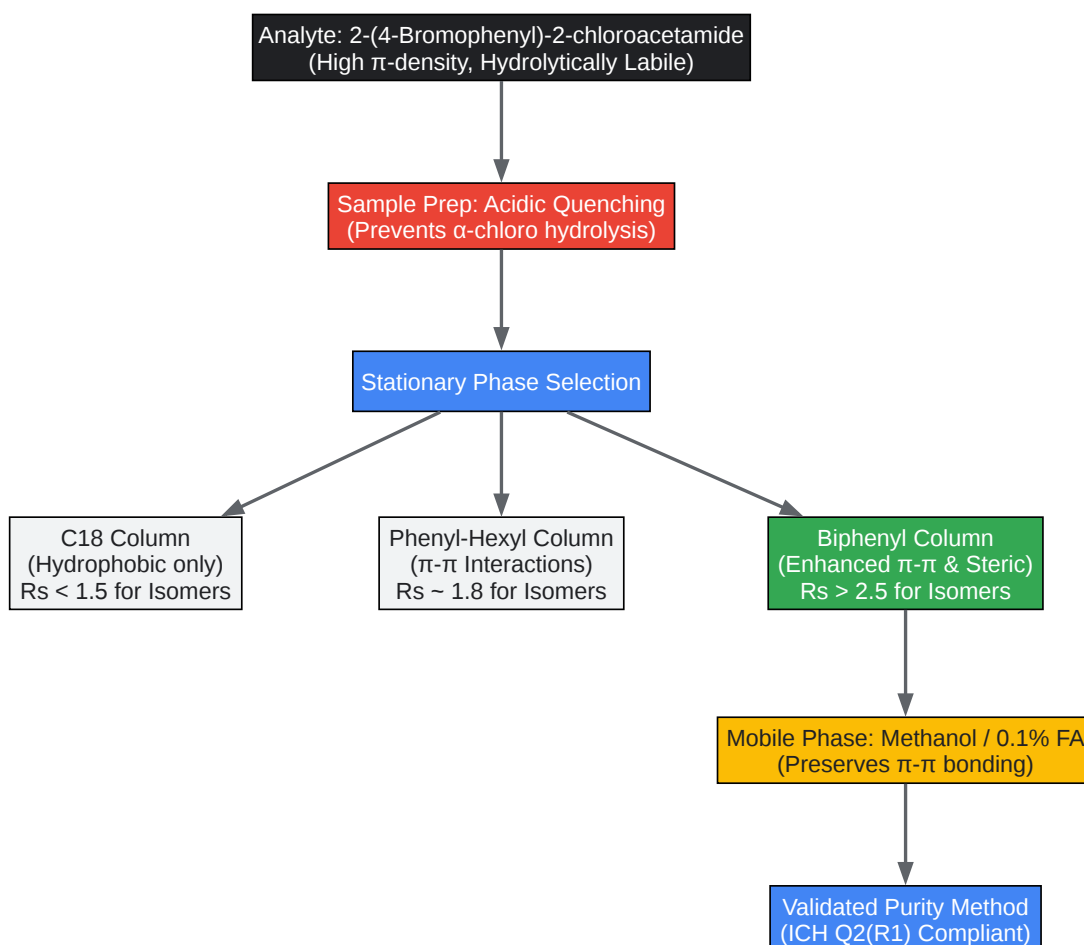 Analyte: 2-(4-Bromophenyl)-2-chloroacetamide
(High π-density, Hydrolytically Labile)
Sample Prep: Acidic Quenching
(Prevents α-chloro hydrolysis)
Stationary Phase Selection
C18 Column
(Hydrophobic only)
Rs < 1.5 for Isomers
Phenyl-Hexyl Column
(π-π Interactions)
Rs ~ 1.8 for Isomers
Biphenyl Column
(Enhanced π-π & Steric)
Rs > 2.5 for Isomers
Mobile Phase: Methanol / 0.1% FA
(Preserves π-π bonding)
Validated Purity Method
(ICH Q2(R1) Compliant)